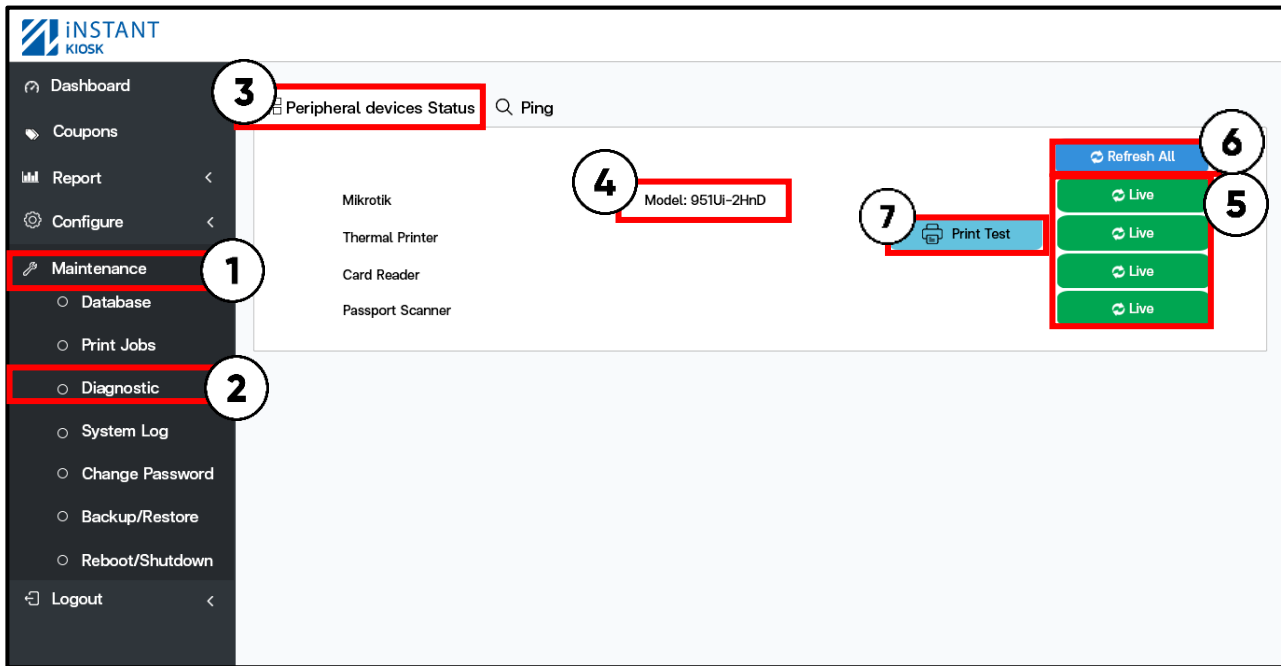 iNSTANT
KIOSK
Dashboard
Coupons
Report
Configure
Maintenance
Database
Print Jobs
Diagnostic
System Log
Change Password
Backup/Restore
Reboot/Shutdown
Logout
1
2
3
Peripheral devices Status
Ping
6
Refresh All
4
5
Mikrotik
Model: 951Ui-2HnD
Live
7
Thermal Printer
Print Test
Live
Card Reader
Live
Passport Scanner
Live